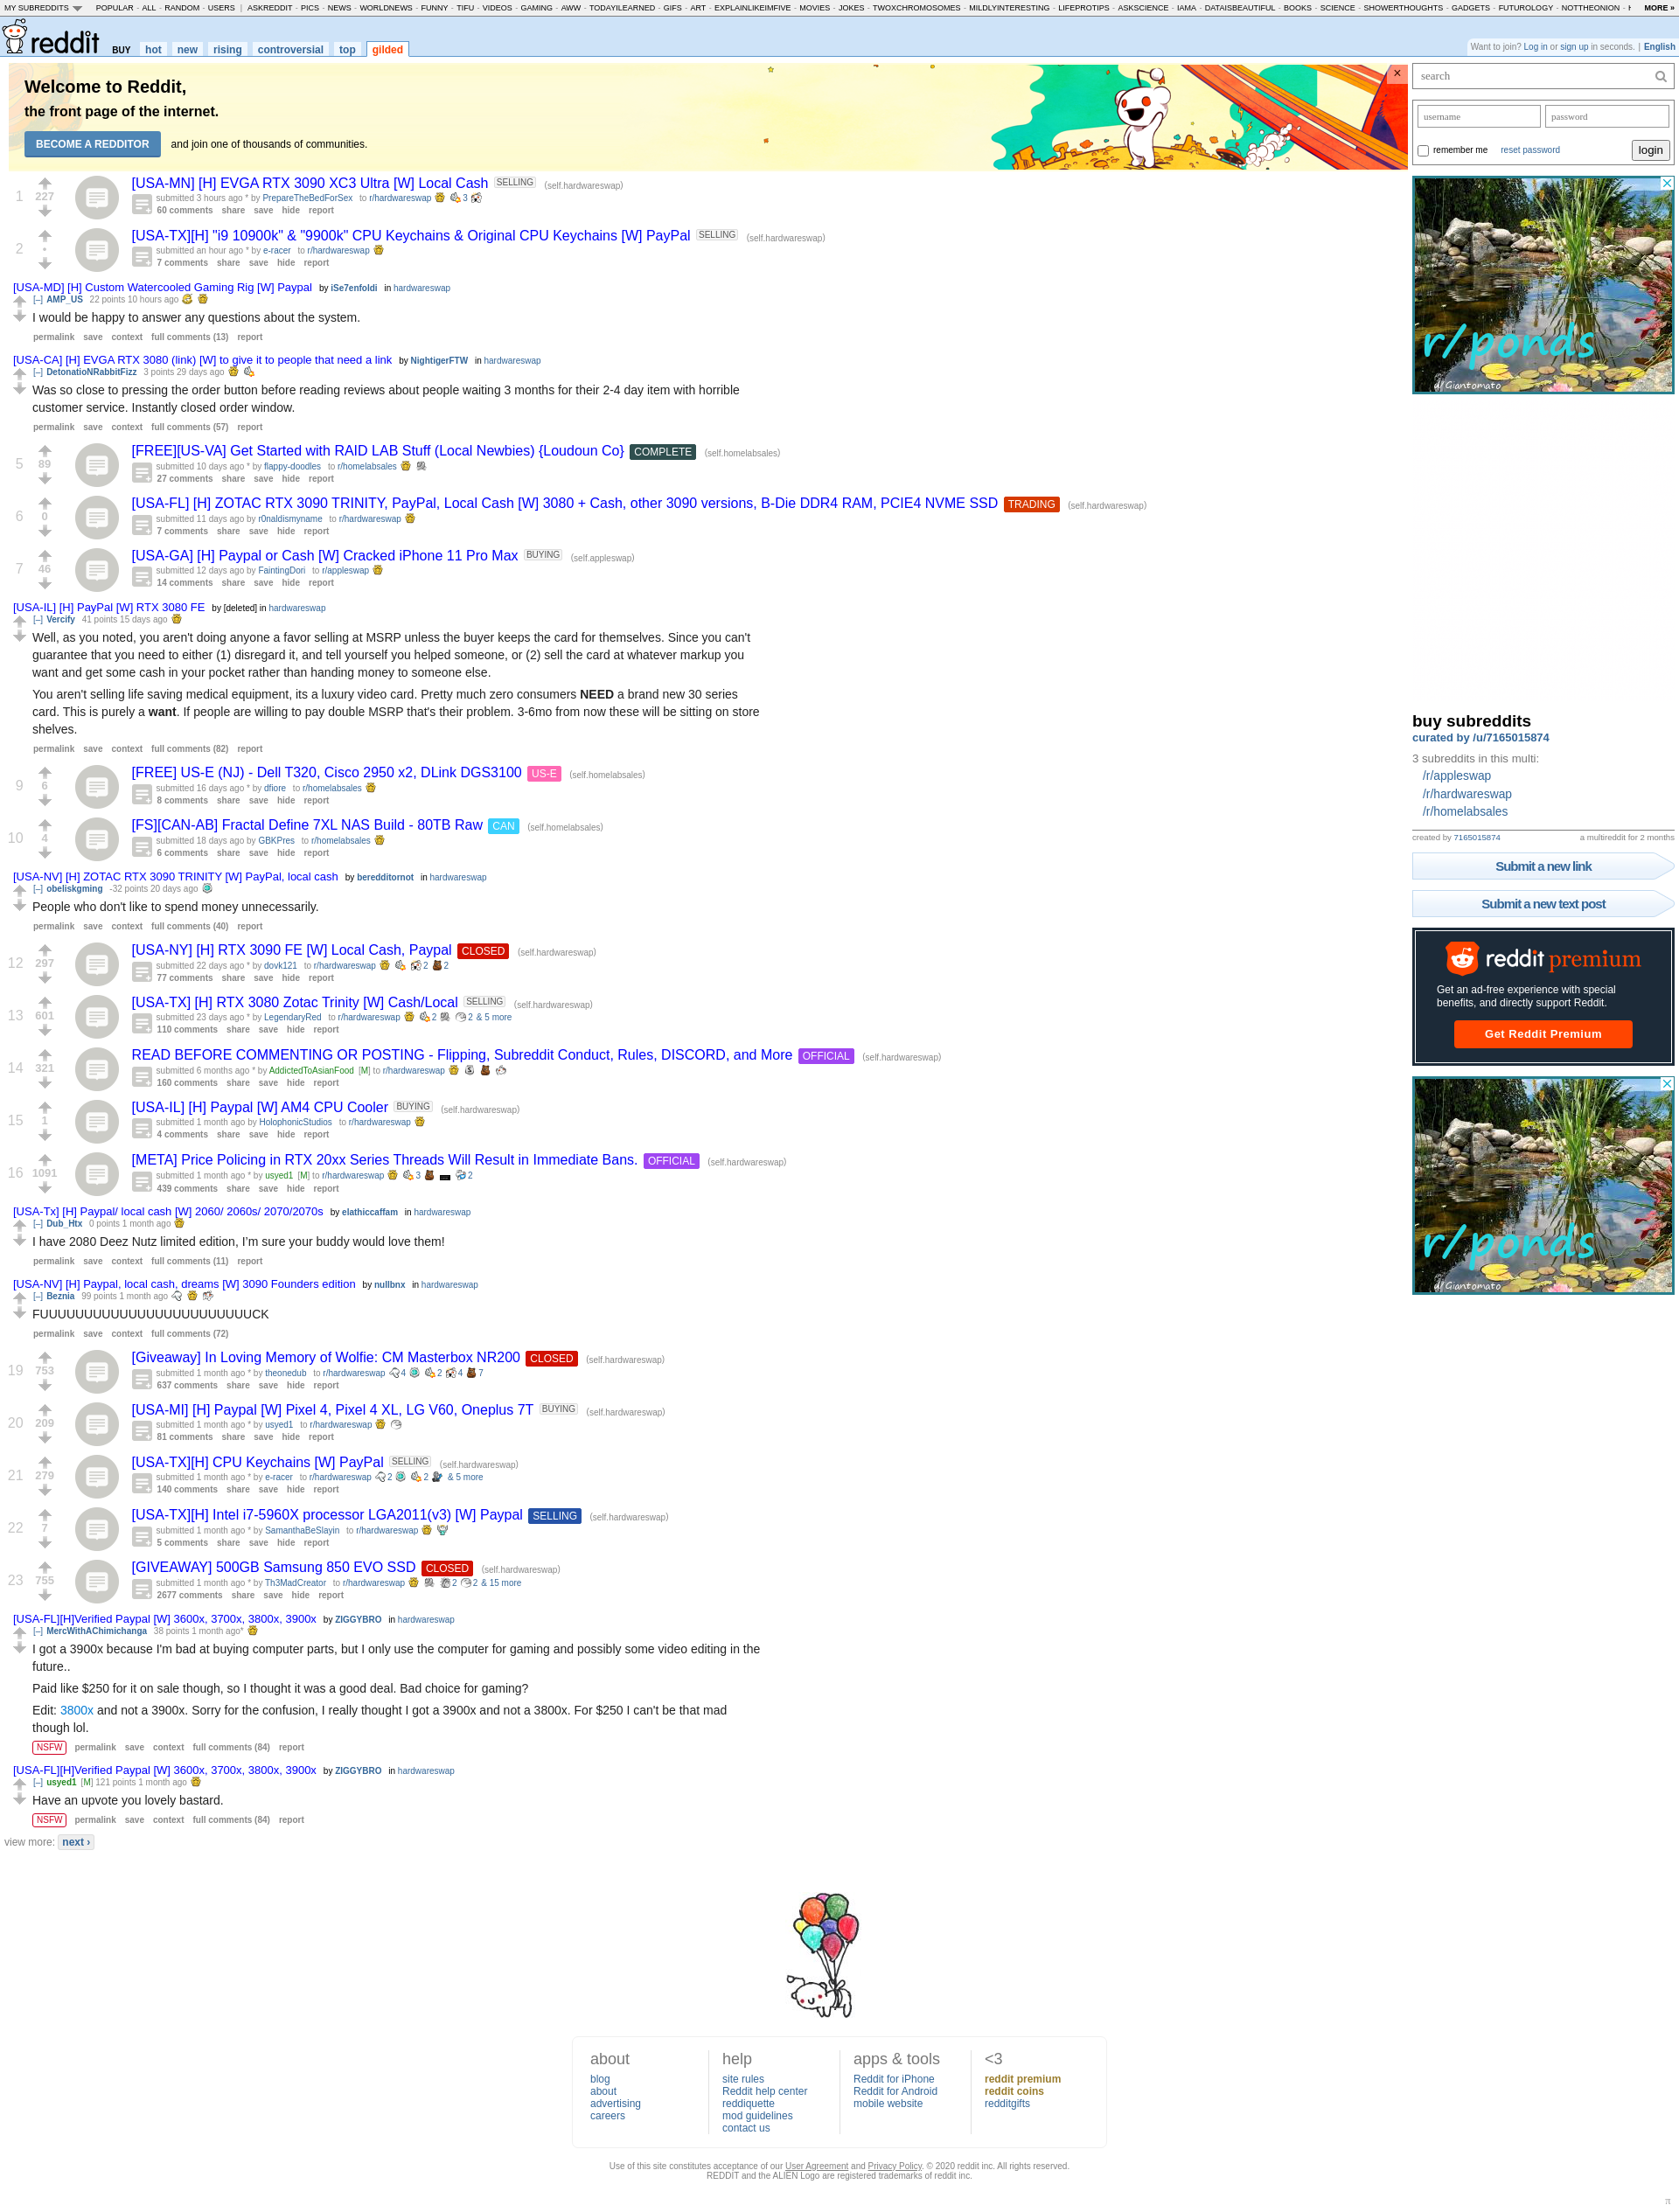 MY SUBREDDITS POPULAR - ALL - RANDOM - USERS | ASKREDDIT - PICS - NEWS - WORLDNEWS - FUNNY - TIFU - VIDEOS - GAMING - AWW - TODAYILEARNED - GIFS - ART - EXPLAINLIKEIMFIVE - MOVIES - JOKES - TWOXCHROMOSOMES - MILDLYINTERESTING - LIFEPROTIPS - ASKSCIENCE - IAMA - DATAISBEAUTIFUL - BOOKS - SCIENCE - SHOWERTHOUGHTS - GADGETS - FUTUROLOGY - NOTTHEONION - MORE »
reddit BUY hot new rising controversial top gilded
Want to join? Log in or sign up in seconds. | English
Welcome to Reddit,
the front page of the internet.
BECOME A REDDITOR and join one of thousands of communities.
×
search
username password
remember me reset password login
1 227 [USA-MN] [H] EVGA RTX 3090 XC3 Ultra [W] Local Cash SELLING (self.hardwareswap)
submitted 3 hours ago * by PrepareTheBedForSex to r/hardwareswap 3
60 comments share save hide report
2 • [USA-TX][H] "i9 10900k" & "9900k" CPU Keychains & Original CPU Keychains [W] PayPal SELLING (self.hardwareswap)
submitted an hour ago * by e-racer to r/hardwareswap
7 comments share save hide report
[USA-MD] [H] Custom Watercooled Gaming Rig [W] Paypal by iSe7enfoldi in hardwareswap
[–] AMP_US 22 points 10 hours ago
I would be happy to answer any questions about the system.
permalink save context full comments (13) report
[USA-CA] [H] EVGA RTX 3080 (link) [W] to give it to people that need a link by NightigerFTW in hardwareswap
[–] DetonatioNRabbitFizz 3 points 29 days ago
Was so close to pressing the order button before reading reviews about people waiting 3 months for their 2-4 day item with horrible
customer service. Instantly closed order window.
permalink save context full comments (57) report
5 89 [FREE][US-VA] Get Started with RAID LAB Stuff (Local Newbies) {Loudoun Co} COMPLETE (self.homelabsales)
submitted 10 days ago * by flappy-doodles to r/homelabsales
27 comments share save hide report
6 0 [USA-FL] [H] ZOTAC RTX 3090 TRINITY, PayPal, Local Cash [W] 3080 + Cash, other 3090 versions, B-Die DDR4 RAM, PCIE4 NVME SSD TRADING (self.hardwareswap)
submitted 11 days ago by r0naldismyname to r/hardwareswap
7 comments share save hide report
7 46 [USA-GA] [H] Paypal or Cash [W] Cracked iPhone 11 Pro Max BUYING (self.appleswap)
submitted 12 days ago by FaintingDori to r/appleswap
14 comments share save hide report
[USA-IL] [H] PayPal [W] RTX 3080 FE by [deleted] in hardwareswap
[–] Vercify 41 points 15 days ago
Well, as you noted, you aren't doing anyone a favor selling at MSRP unless the buyer keeps the card for themselves. Since you can't
guarantee that you need to either (1) disregard it, and tell yourself you helped someone, or (2) sell the card at whatever markup you
want and get some cash in your pocket rather than handing money to someone else.
You aren't selling life saving medical equipment, its a luxury video card. Pretty much zero consumers NEED a brand new 30 series
card. This is purely a want. If people are willing to pay double MSRP that's their problem. 3-6mo from now these will be sitting on store
shelves.
permalink save context full comments (82) report
9 6 [FREE] US-E (NJ) - Dell T320, Cisco 2950 x2, DLink DGS3100 US-E (self.homelabsales)
submitted 16 days ago * by dfiore to r/homelabsales
8 comments share save hide report
10 4 [FS][CAN-AB] Fractal Define 7XL NAS Build - 80TB Raw CAN (self.homelabsales)
submitted 18 days ago by GBKPres to r/homelabsales
6 comments share save hide report
[USA-NV] [H] ZOTAC RTX 3090 TRINITY [W] PayPal, local cash by beredditornot in hardwareswap
[–] obeliskgming -32 points 20 days ago
People who don't like to spend money unnecessarily.
permalink save context full comments (40) report
12 297 [USA-NY] [H] RTX 3090 FE [W] Local Cash, Paypal CLOSED (self.hardwareswap)
submitted 22 days ago * by dovk121 to r/hardwareswap 2 2
77 comments share save hide report
13 601 [USA-TX] [H] RTX 3080 Zotac Trinity [W] Cash/Local SELLING (self.hardwareswap)
submitted 23 days ago * by LegendaryRed to r/hardwareswap 2 2 & 5 more
110 comments share save hide report
14 321 READ BEFORE COMMENTING OR POSTING - Flipping, Subreddit Conduct, Rules, DISCORD, and More OFFICIAL (self.hardwareswap)
submitted 6 months ago * by AddictedToAsianFood [M] to r/hardwareswap
160 comments share save hide report
15 1 [USA-IL] [H] Paypal [W] AM4 CPU Cooler BUYING (self.hardwareswap)
submitted 1 month ago by HolophonicStudios to r/hardwareswap
4 comments share save hide report
16 1091 [META] Price Policing in RTX 20xx Series Threads Will Result in Immediate Bans. OFFICIAL (self.hardwareswap)
submitted 1 month ago * by usyed1 [M] to r/hardwareswap 3 2
439 comments share save hide report
[USA-Tx] [H] Paypal/ local cash [W] 2060/ 2060s/ 2070/2070s by elathiccaffam in hardwareswap
[–] Dub_Htx 0 points 1 month ago
I have 2080 Deez Nutz limited edition, I'm sure your buddy would love them!
permalink save context full comments (11) report
[USA-NV] [H] Paypal, local cash, dreams [W] 3090 Founders edition by nullbnx in hardwareswap
[–] Beznia 99 points 1 month ago
FUUUUUUUUUUUUUUUUUUUUUUUUCK
permalink save context full comments (72)
19 753 [Giveaway] In Loving Memory of Wolfie: CM Masterbox NR200 CLOSED (self.hardwareswap)
submitted 1 month ago * by theonedub to r/hardwareswap 4 2 4 7
637 comments share save hide report
20 209 [USA-MI] [H] Paypal [W] Pixel 4, Pixel 4 XL, LG V60, Oneplus 7T BUYING (self.hardwareswap)
submitted 1 month ago * by usyed1 to r/hardwareswap
81 comments share save hide report
21 279 [USA-TX][H] CPU Keychains [W] PayPal SELLING (self.hardwareswap)
submitted 1 month ago * by e-racer to r/hardwareswap 2 2 & 5 more
140 comments share save hide report
22 7 [USA-TX][H] Intel i7-5960X processor LGA2011(v3) [W] Paypal SELLING (self.hardwareswap)
submitted 1 month ago * by SamanthaBeSlayin to r/hardwareswap
5 comments share save hide report
23 755 [GIVEAWAY] 500GB Samsung 850 EVO SSD CLOSED (self.hardwareswap)
submitted 1 month ago * by Th3MadCreator to r/hardwareswap 2 2 & 15 more
2677 comments share save hide report
[USA-FL][H]Verified Paypal [W] 3600x, 3700x, 3800x, 3900x by ZIGGYBRO in hardwareswap
[–] MercWithAChimichanga 38 points 1 month ago*
I got a 3900x because I'm bad at buying computer parts, but I only use the computer for gaming and possibly some video editing in the
future..
Paid like $250 for it on sale though, so I thought it was a good deal. Bad choice for gaming?
Edit: 3800x and not a 3900x. Sorry for the confusion, I really thought I got a 3900x and not a 3800x. For $250 I can't be that mad
though lol.
NSFW permalink save context full comments (84) report
[USA-FL][H]Verified Paypal [W] 3600x, 3700x, 3800x, 3900x by ZIGGYBRO in hardwareswap
[–] usyed1 [M] 121 points 1 month ago
Have an upvote you lovely bastard.
NSFW permalink save context full comments (84) report
view more: next ›
r/ponds
u/Giantomato
buy subreddits
curated by /u/7165015874
3 subreddits in this multi:
/r/appleswap
/r/hardwareswap
/r/homelabsales
created by 7165015874 a multireddit for 2 months
Submit a new link
Submit a new text post
reddit premium
Get an ad-free experience with special
benefits, and directly support Reddit.
Get Reddit Premium
r/ponds
u/Giantomato
about
blog
about
advertising
careers
help
site rules
Reddit help center
reddiquette
mod guidelines
contact us
apps & tools
Reddit for iPhone
Reddit for Android
mobile website
<3
reddit premium
reddit coins
redditgifts
Use of this site constitutes acceptance of our User Agreement and Privacy Policy. © 2020 reddit inc. All rights reserved.
REDDIT and the ALIEN Logo are registered trademarks of reddit inc.
π